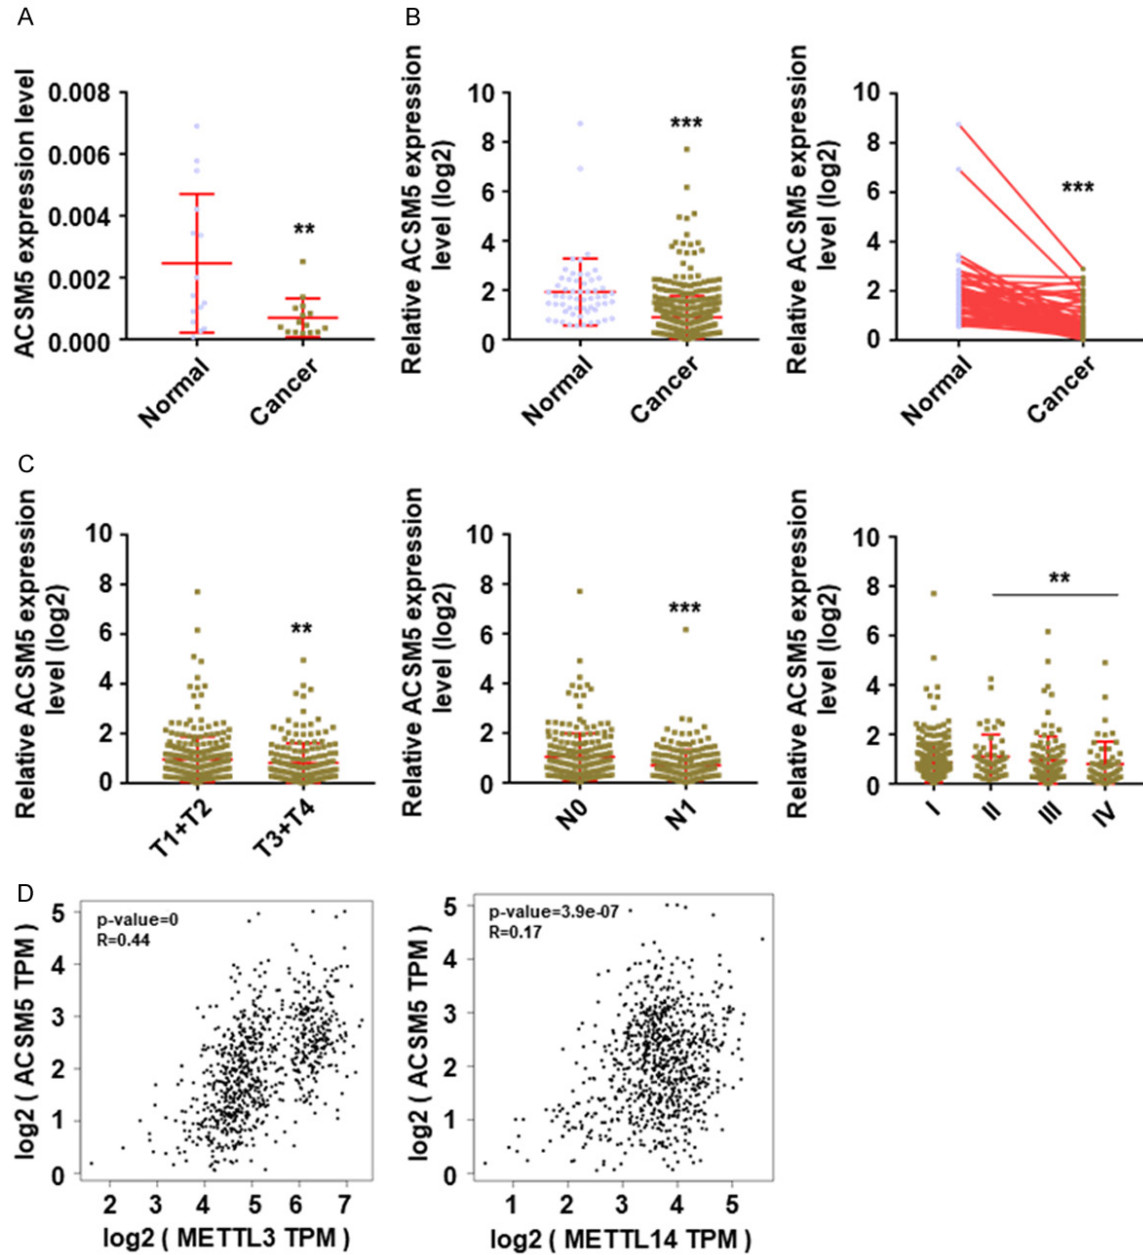 A
ACSM5 expression level
0.008
0.006
0.004
0.002
0.000
**
Normal
Cancer
B
Relative ACSM5 expression
level (log2)
10
8
6
4
2
0
***
Normal
Cancer
Relative ACSM5 expression
level (log2)
10
8
6
4
2
0
***
Normal
Cancer
C
Relative ACSM5 expression
level (log2)
10
8
6
4
2
0
**
T1+T2
T3+T4
Relative ACSM5 expression
level (log2)
10
8
6
4
2
0
***
N0
N1
Relative ACSM5 expression
level (log2)
10
8
6
4
2
0
**
I
II
III
IV
D
log2 ( ACSM5 TPM )
5
4
3
2
1
0
p-value=0
R=0.44
2 3 4 5 6 7
log2 ( METTL3 TPM )
log2 ( ACSM5 TPM )
5
4
3
2
1
0
p-value=3.9e-07
R=0.17
1 2 3 4 5
log2 ( METTL14 TPM )